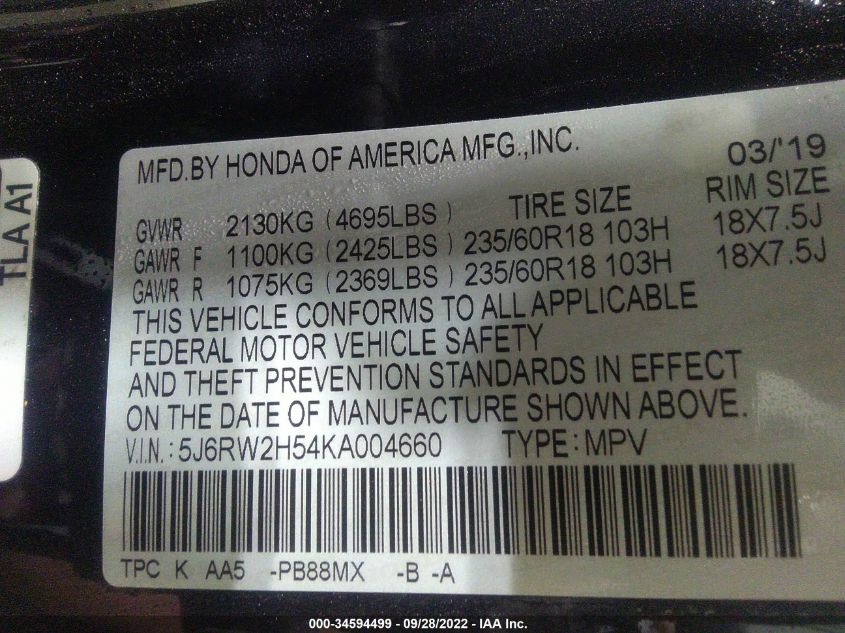 TLA A1
MFD.BY HONDA OF AMERICA MFG.,INC. 03/'19
TIRE SIZE RIM SIZE
GVWR 2130KG (4695LBS)
GAWR F 1100KG (2425LBS) 235/60R18 103H 18X7.5J
GAWR R 1075KG (2369LBS) 235/60R18 103H 18X7.5J
THIS VEHICLE CONFORMS TO ALL APPLICABLE
FEDERAL MOTOR VEHICLE SAFETY
AND THEFT PREVENTION STANDARDS IN EFFECT
ON THE DATE OF MANUFACTURE SHOWN ABOVE.
V.I.N.: 5J6RW2H54KA004660 TYPE: MPV
TPC K AA5 -PB88MX -B -A
000-34594499 - 09/28/2022 - IAA Inc.